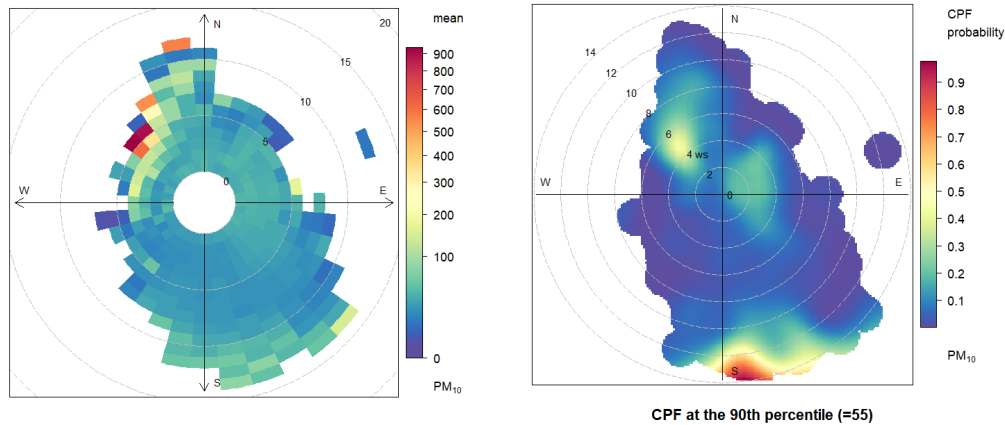 mean
N
20
15
10
5
0
W
E
S
900
800
700
600
500
400
300
200
100
0
PM10
CPF
probability
N
14
12
10
8
6
4 ws
2
0
W
E
S
0.9
0.8
0.7
0.6
0.5
0.4
0.3
0.2
0.1
PM10
CPF at the 90th percentile (=55)